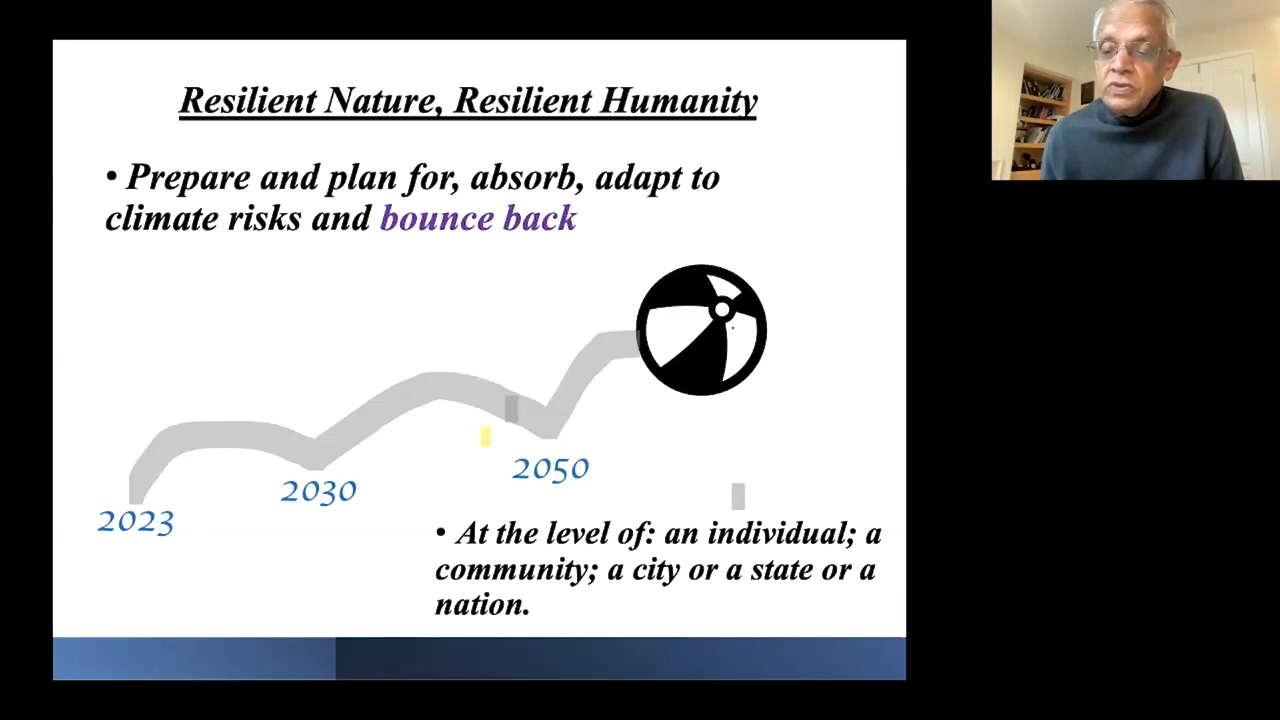 Resilient Nature, Resilient Humanity
• Prepare and plan for, absorb, adapt to
climate risks and bounce back
2023
2030
2050
• At the level of: an individual; a
community; a city or a state or a
nation.